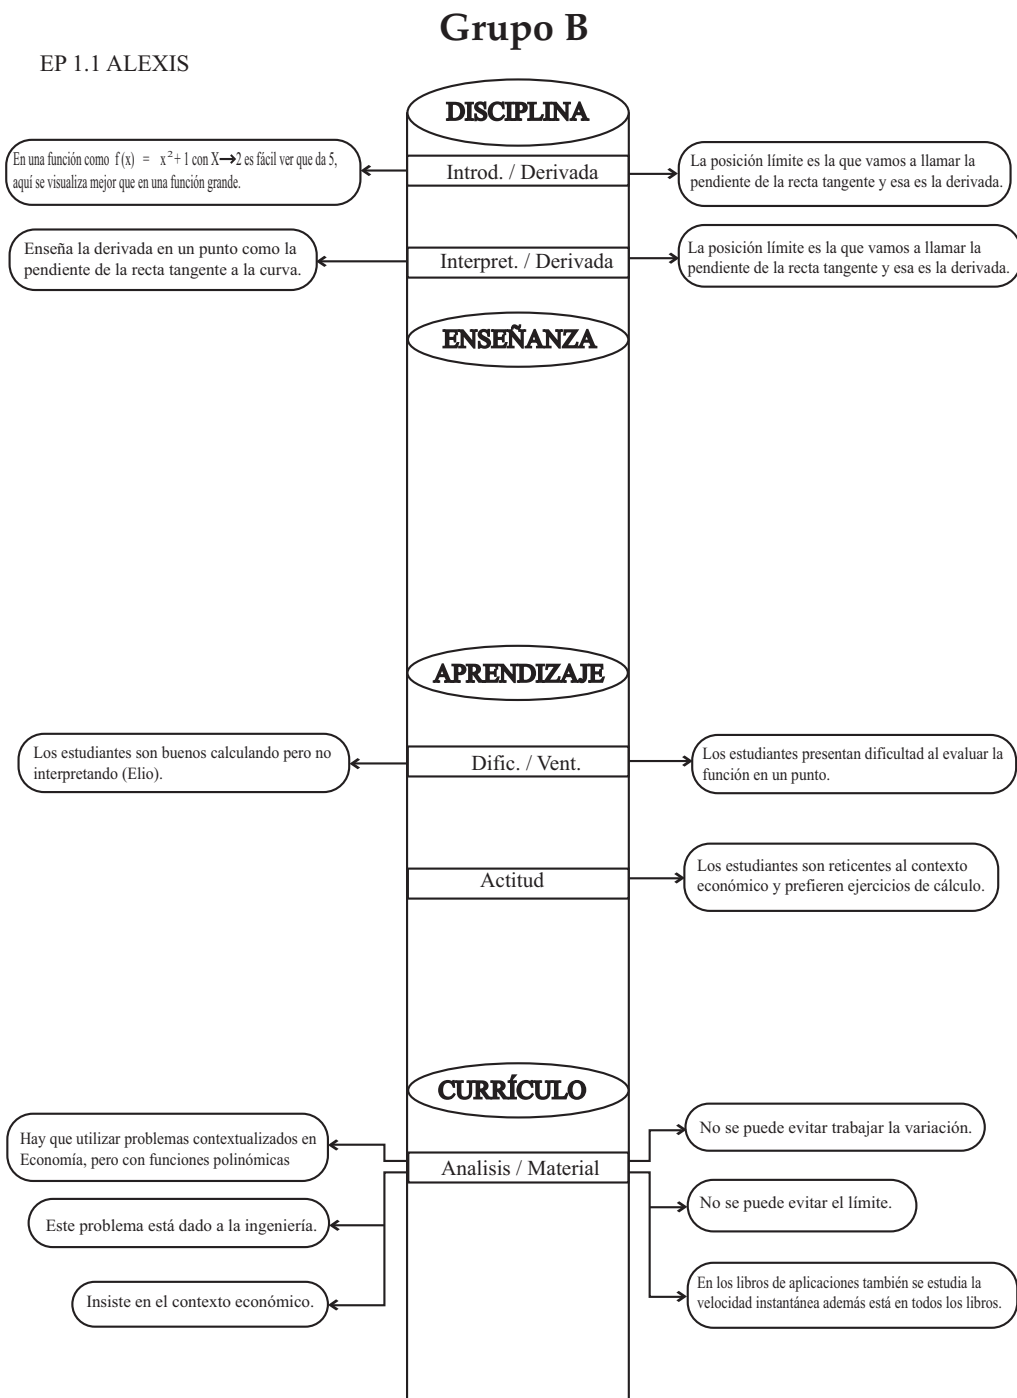 Grupo B
EP 1.1 ALEXIS
DISCIPLINA
En una función como f (x) = x² + 1 con X→2 es fácil ver que da 5,
aquí se visualiza mejor que en una función grande.
Introd. / Derivada
La posición límite es la que vamos a llamar la
pendiente de la recta tangente y esa es la derivada.
Enseña la derivada en un punto como la
pendiente de la recta tangente a la curva.
Interpret. / Derivada
La posición límite es la que vamos a llamar la
pendiente de la recta tangente y esa es la derivada.
ENSEÑANZA
APRENDIZAJE
Los estudiantes son buenos calculando pero no
interpretando (Elio).
Dific. / Vent.
Los estudiantes presentan dificultad al evaluar la
función en un punto.
Actitud
Los estudiantes son reticentes al contexto
económico y prefieren ejercicios de cálculo.
CURRÍCULO
Hay que utilizar problemas contextualizados en
Economía, pero con funciones polinómicas
Este problema está dado a la ingeniería.
Insiste en el contexto económico.
Analisis / Material
No se puede evitar trabajar la variación.
No se puede evitar el límite.
En los libros de aplicaciones también se estudia la
velocidad instantánea además está en todos los libros.